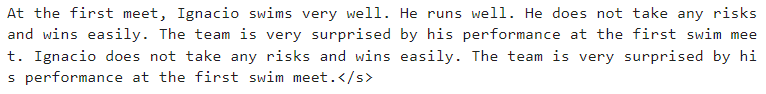 At the first meet, Ignacio swims very well. He runs well. He does not take any risks
and wins easily. The team is very surprised by his performance at the first swim mee
t. Ignacio does not take any risks and wins easily. The team is very surprised by hi
s performance at the first swim meet.</s>